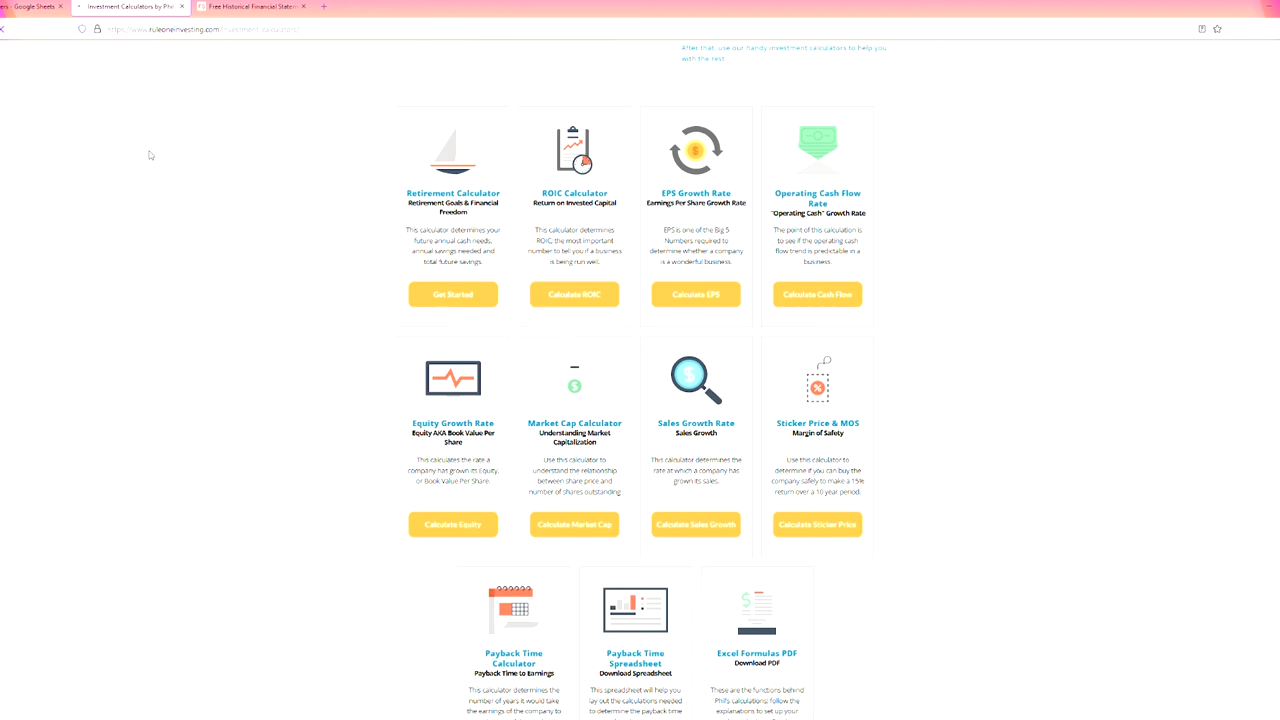 ers - Google Sheets
Investment Calculators by Phil
Free Historical Financial Statem
https://www.ruleoneinvesting.com/investment-calculators/
After that, use our handy investment calculators to help you
with the rest.
Retirement Calculator
Retirement Goals & Financial
Freedom
This calculator determines your
future annual cash needs,
annual savings needed and
total future savings.
Get Started
ROIC Calculator
Return on Invested Capital
This calculator determines
ROIC, the most important
number to tell you if a business
is being run well.
Calculate ROIC
EPS Growth Rate
Earnings Per Share Growth Rate
EPS is one of the Big 5
Numbers required to
determine whether a company
is a wonderful business.
Calculate EPS
Operating Cash Flow
Rate
"Operating Cash" Growth Rate
The point of this calculation is
to see if the operating cash
flow trend is predictable in a
business.
Calculate Cash Flow
Equity Growth Rate
Equity AKA Book Value Per
Share
This calculates the rate a
company has grown its Equity,
or Book Value Per Share.
Calculate Equity
Market Cap Calculator
Understanding Market
Capitalization
Use this calculator to
understand the relationship
between share price and
number of shares outstanding.
Calculate Market Cap
Sales Growth Rate
Sales Growth
This calculator determines the
rate at which a company has
grown its sales.
Calculate Sales Growth
Sticker Price & MOS
Margin of Safety
Use this calculator to
determine if you can buy the
company safely to make a 15%
return over a 10 year period.
Calculate Sticker Price
Payback Time
Calculator
Payback Time to Earnings
This calculator determines the
number of years it would take
the earnings of the company to
Payback Time
Spreadsheet
Download Spreadsheet
This spreadsheet will help you
lay out the calculations needed
to determine the payback time
Excel Formulas PDF
Download PDF
These are the functions behind
Phil's calculations; follow the
explanations to set up your